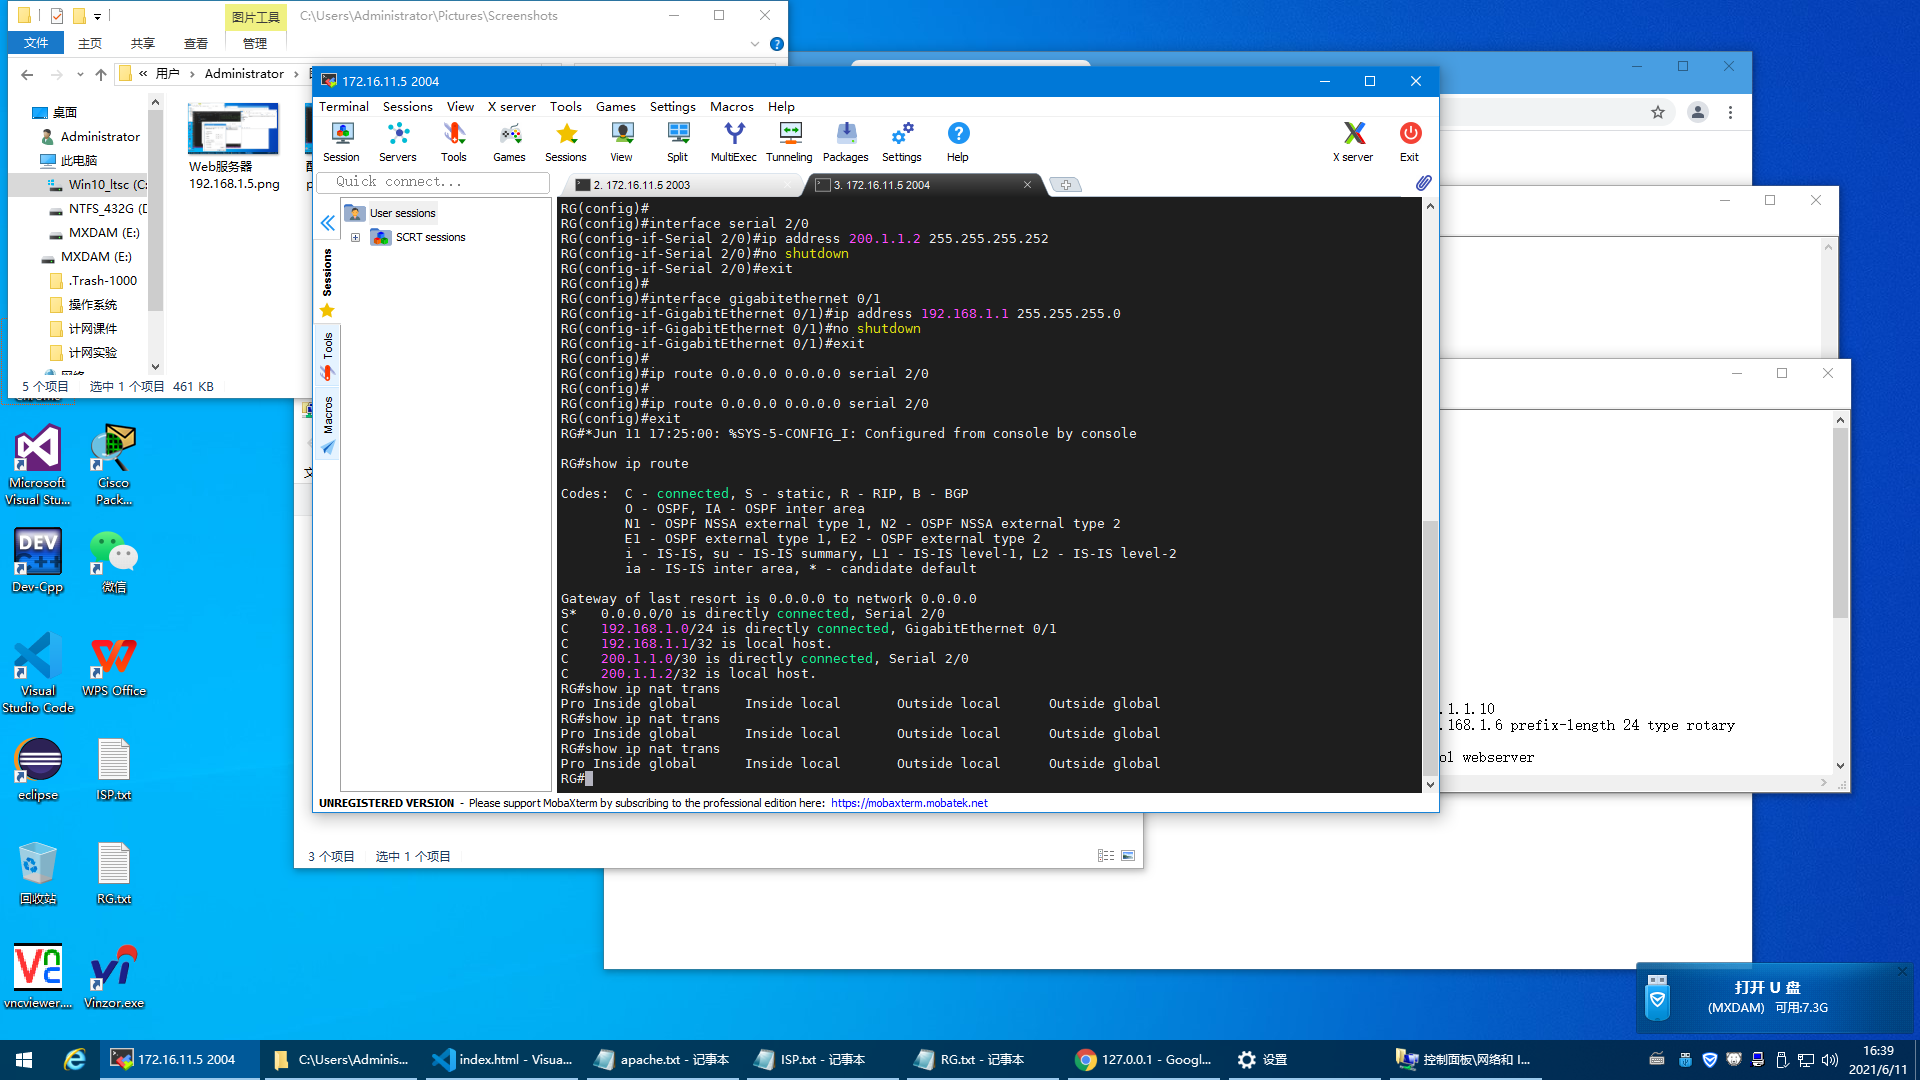 图片工具
C:\Users\Administrator\Pictures\Screenshots
文件 主页 共享 查看 管理
« 用户 › Administrator ›
桌面
Administrator
此电脑
Win10_ltsc (C:
NTFS_432G (D
MXDAM (E:)
MXDAM (E:)
.Trash-1000
操作系统
计网课件
计网实验
网络
Web服务器
192.168.1.5.png
5 个项目 选中 1 个项目 461 KB
172.16.11.5 2004
Terminal Sessions View X server Tools Games Settings Macros Help
Session Servers Tools Games Sessions View Split MultiExec Tunneling Packages Settings Help X server Exit
Quick connect...
2. 172.16.11.5 2003
3. 172.16.11.5 2004
User sessions
SCRT sessions
Sessions
Tools
Macros
RG(config)#
RG(config)#interface serial 2/0
RG(config-if-Serial 2/0)#ip address 200.1.1.2 255.255.255.252
RG(config-if-Serial 2/0)#no shutdown
RG(config-if-Serial 2/0)#exit
RG(config)#
RG(config)#interface gigabitethernet 0/1
RG(config-if-GigabitEthernet 0/1)#ip address 192.168.1.1 255.255.255.0
RG(config-if-GigabitEthernet 0/1)#no shutdown
RG(config-if-GigabitEthernet 0/1)#exit
RG(config)#
RG(config)#ip route 0.0.0.0 0.0.0.0 serial 2/0
RG(config)#
RG(config)#ip route 0.0.0.0 0.0.0.0 serial 2/0
RG(config)#exit
RG#*Jun 11 17:25:00: %SYS-5-CONFIG_I: Configured from console by console
RG#show ip route
Codes:  C - connected, S - static, R - RIP, B - BGP
O - OSPF, IA - OSPF inter area
N1 - OSPF NSSA external type 1, N2 - OSPF NSSA external type 2
E1 - OSPF external type 1, E2 - OSPF external type 2
i - IS-IS, su - IS-IS summary, L1 - IS-IS level-1, L2 - IS-IS level-2
ia - IS-IS inter area, * - candidate default
Gateway of last resort is 0.0.0.0 to network 0.0.0.0
S*   0.0.0.0/0 is directly connected, Serial 2/0
C    192.168.1.0/24 is directly connected, GigabitEthernet 0/1
C    192.168.1.1/32 is local host.
C    200.1.1.0/30 is directly connected, Serial 2/0
C    200.1.1.2/32 is local host.
RG#show ip nat trans
Pro Inside global      Inside local       Outside local      Outside global
RG#show ip nat trans
Pro Inside global      Inside local       Outside local      Outside global
RG#show ip nat trans
Pro Inside global      Inside local       Outside local      Outside global
RG#
UNREGISTERED VERSION - Please support MobaXterm by subscribing to the professional edition here: https://mobaxterm.mobatek.net
.1.1.10
.168.1.6 prefix-length 24 type rotary
ol webserver
3 个项目 选中 1 个项目
Microsoft Visual Stu...
Cisco Pack...
Dev-Cpp
微信
Visual Studio Code
WPS Office
eclipse
ISP.txt
回收站
RG.txt
vncviewer....
Vinzor.exe
打开 U 盘
(MXDAM) 可用:7.3G
172.16.11.5 2004
C:\Users\Adminis...
index.html - Visua...
apache.txt - 记事本
ISP.txt - 记事本
RG.txt - 记事本
127.0.0.1 - Googl...
设置
控制面板\网络和 I...
16:39
2021/6/11